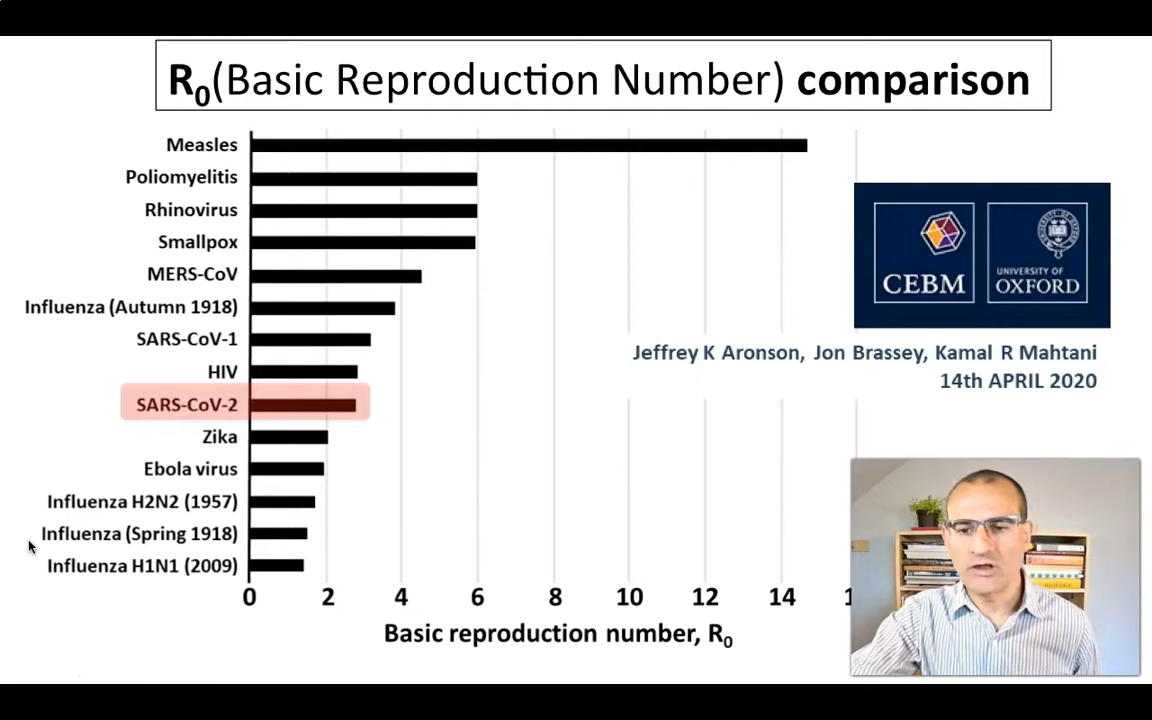 R0(Basic Reproduction Number) comparison
Measles
Poliomyelitis
Rhinovirus
Smallpox
MERS-CoV
Influenza (Autumn 1918)
SARS-CoV-1
HIV
SARS-CoV-2
Zika
Ebola virus
Influenza H2N2 (1957)
Influenza (Spring 1918)
Influenza H1N1 (2009)
0 2 4 6 8 10 12 14
Basic reproduction number, R0
CEBM
UNIVERSITY OF
OXFORD
Jeffrey K Aronson, Jon Brassey, Kamal R Mahtani
14th APRIL 2020
BIOLOGY